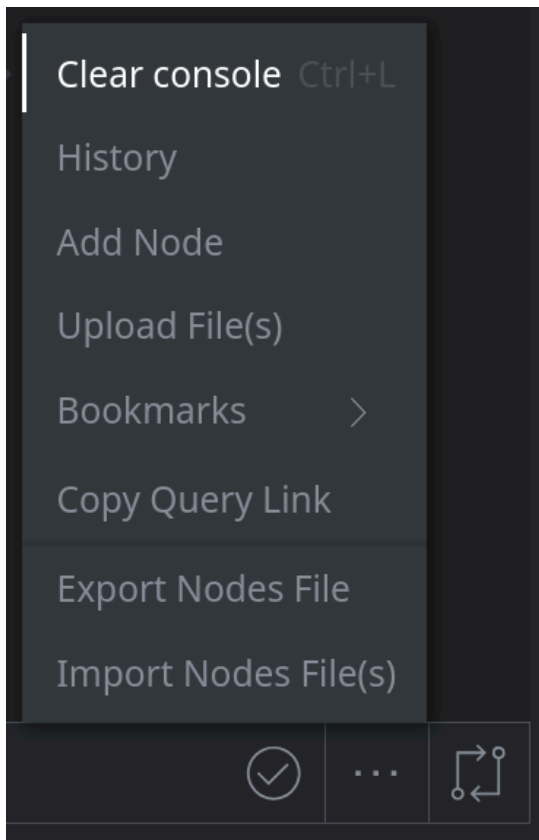 Clear console Ctrl+L
History
Add Node
Upload File(s)
Bookmarks
Copy Query Link
Export Nodes File
Import Nodes File(s)